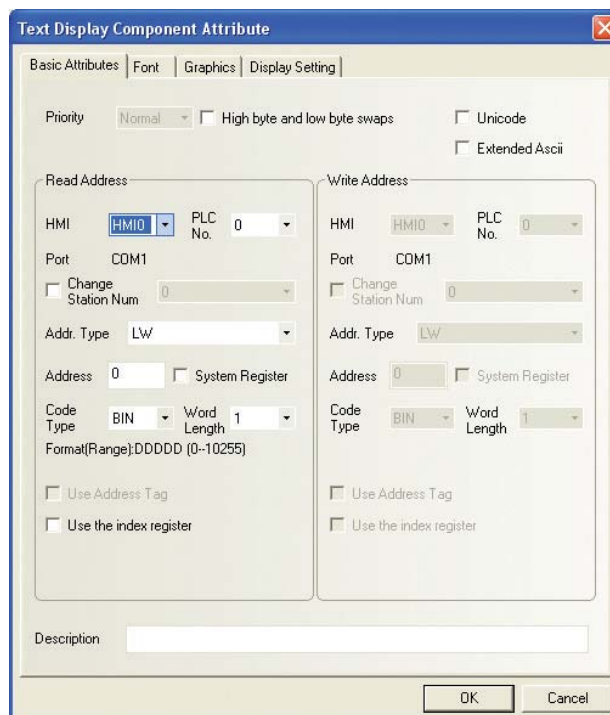 Text Display Component Attribute
Basic Attributes Font Graphics Display Setting
Priority Normal High byte and low byte swaps Unicode
Extended Ascii
Read Address
HMI HMI0 PLC No. 0
Port COM1
Change Station Num 0
Addr. Type LW
Address 0 System Register
Code Type BIN Word Length 1
Format(Range):DDDDD (0--10255)
Use Address Tag
Use the index register
Write Address
HMI HMI0 PLC No. 0
Port COM1
Change Station Num 0
Addr. Type LW
Address 0 System Register
Code Type BIN Word Length 1
Use Address Tag
Use the index register
Description
OK Cancel